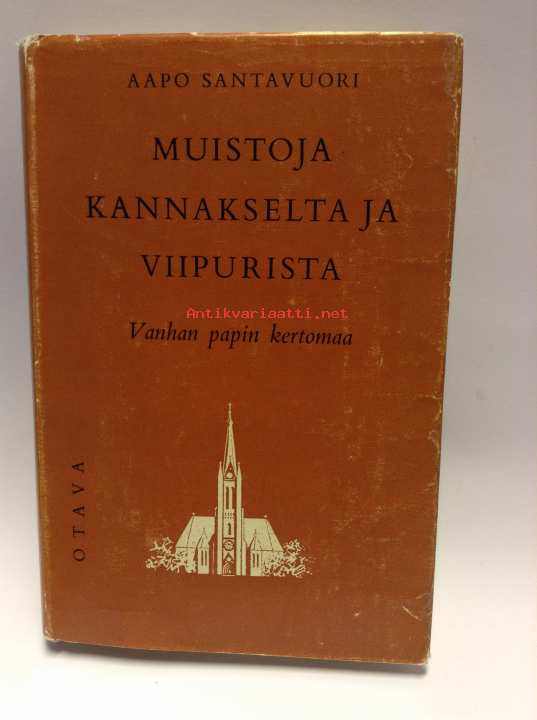 AAPO SANTAVUORI
MUISTOJA
KANNAKSELTA JA
VIIPURISTA
Antikvariaatti.net
Vanhan papin kertomaa
OTAVA